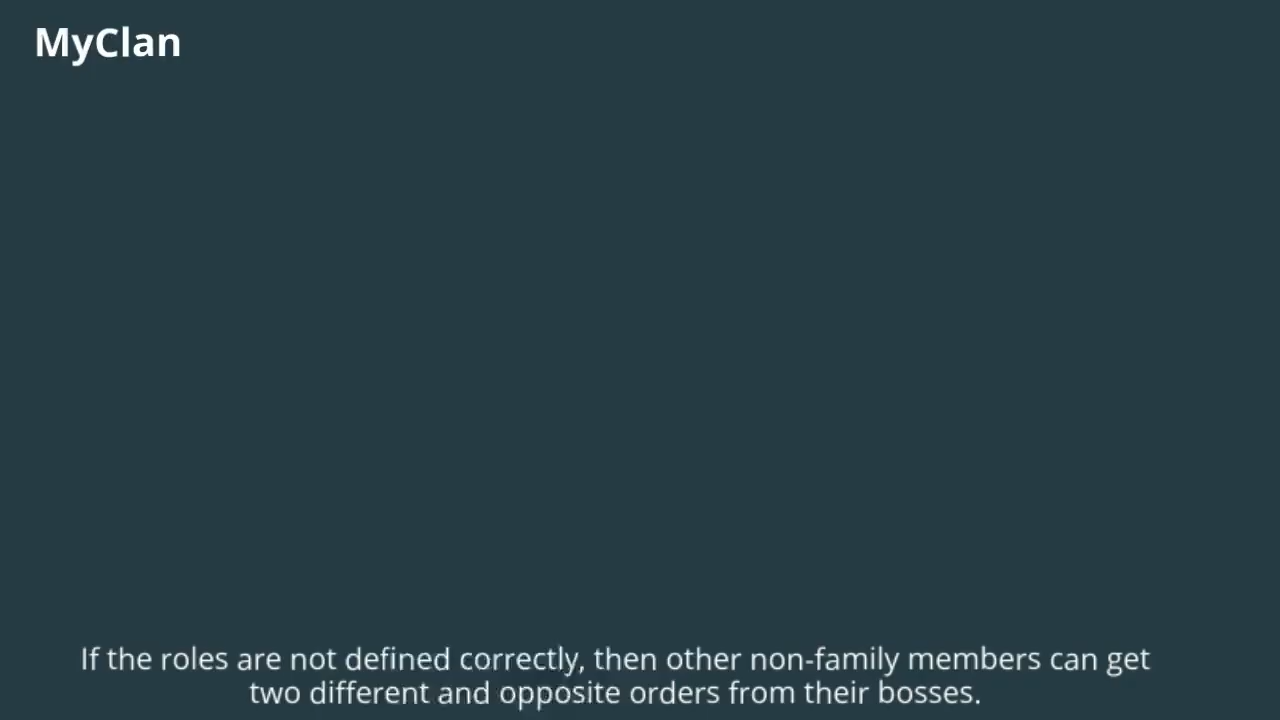 MyClan
If the roles are not defined correctly, then other non-family members can get
two different and opposite orders from their bosses.